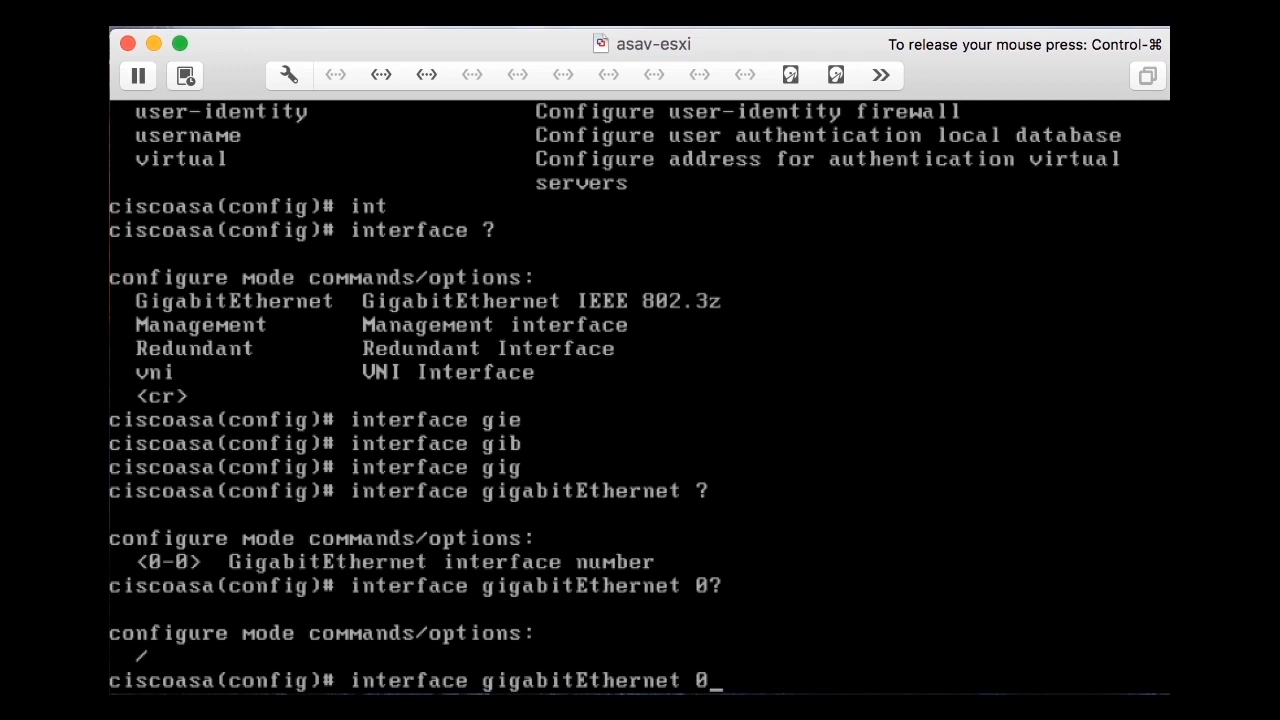 asav-esxi
To release your mouse press: Control-⌘
user-identity Configure user-identity firewall
username Configure user authentication local database
virtual Configure address for authentication virtual
servers
ciscoasa(config)# int
ciscoasa(config)# interface ?
configure mode commands/options:
GigabitEthernet GigabitEthernet IEEE 802.3z
Management Management interface
Redundant Redundant Interface
vni VNI Interface
<cr>
ciscoasa(config)# interface gie
ciscoasa(config)# interface gib
ciscoasa(config)# interface gig
ciscoasa(config)# interface gigabitEthernet ?
configure mode commands/options:
<0-0> GigabitEthernet interface number
ciscoasa(config)# interface gigabitEthernet 0?
configure mode commands/options:
/
ciscoasa(config)# interface gigabitEthernet 0_